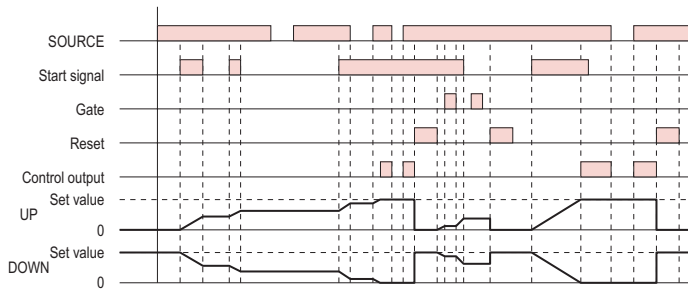 SOURCE
Start signal
Gate
Reset
Control output
Set value
UP
0
Set value
DOWN
0